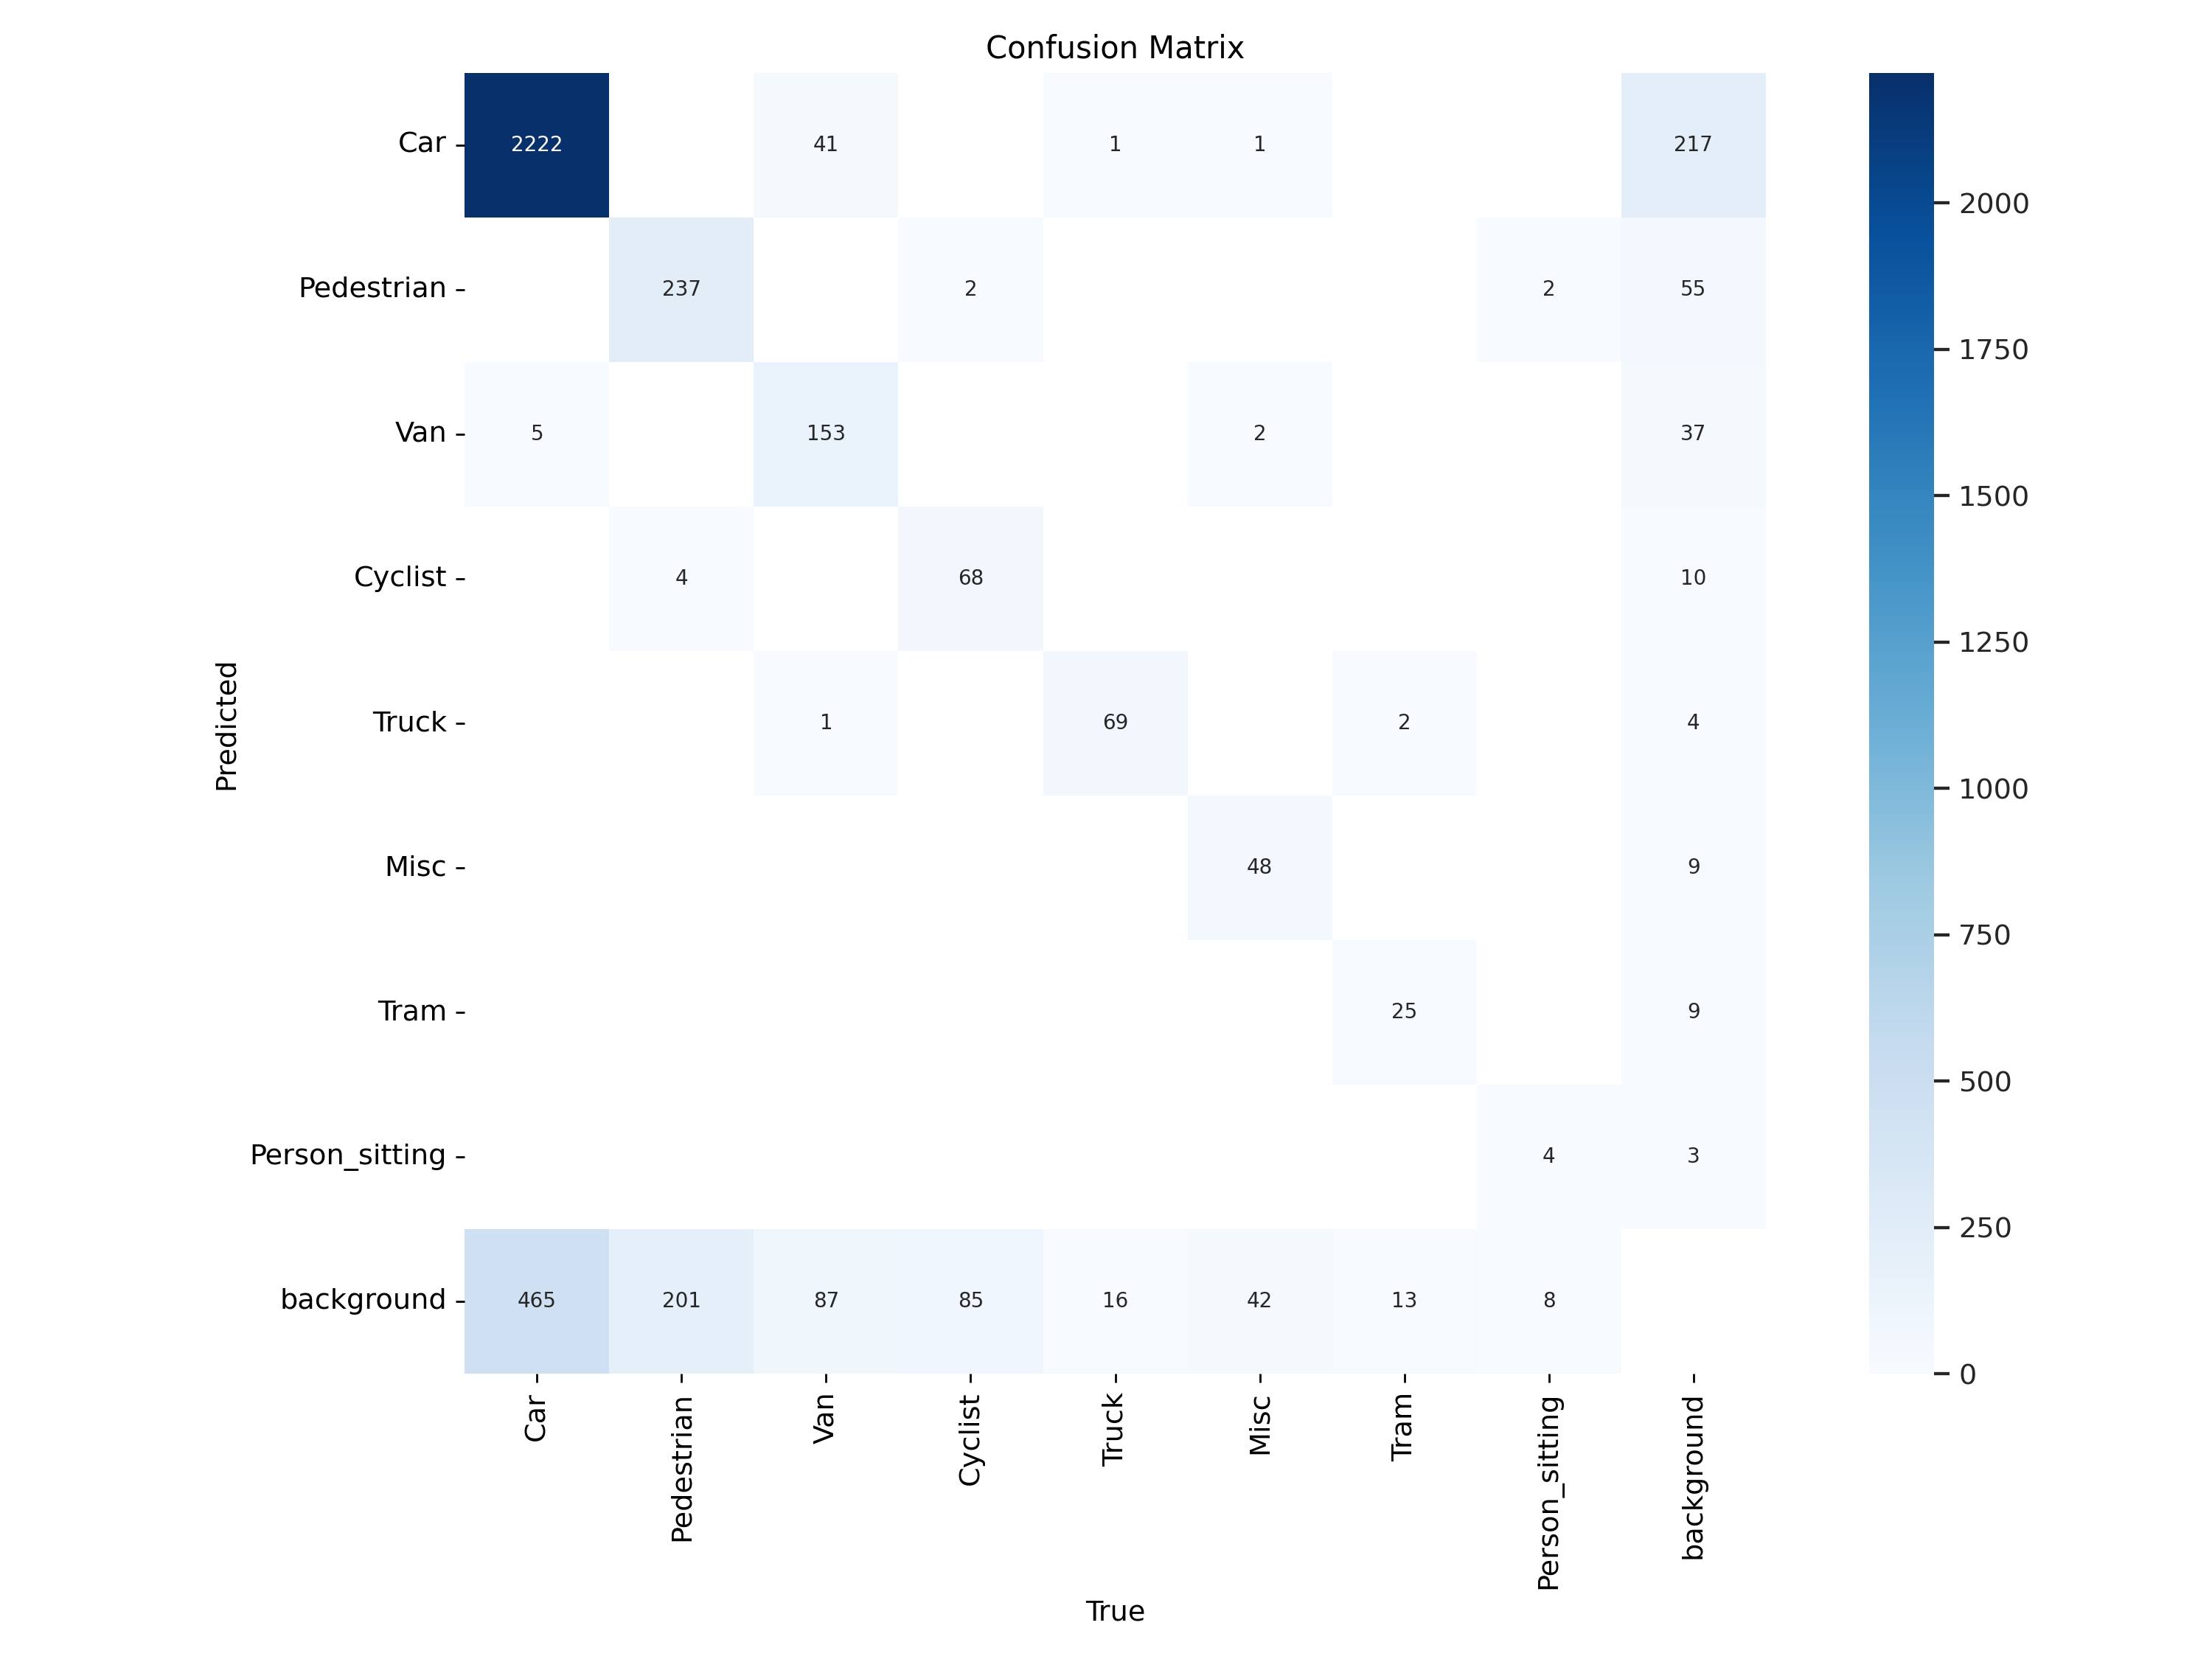 Confusion Matrix
Car 2222 41 1 1 217
Pedestrian 237 2 2 55
Van 5 153 2 37
Cyclist 4 68 10
Truck 1 69 2 4
Misc 48 9
Tram 25 9
Person_sitting 4 3
background 465 201 87 85 16 42 13 8
Predicted
Car
Pedestrian
Van
Cyclist
Truck
Misc
Tram
Person_sitting
background
True
2000
1750
1500
1250
1000
750
500
250
0